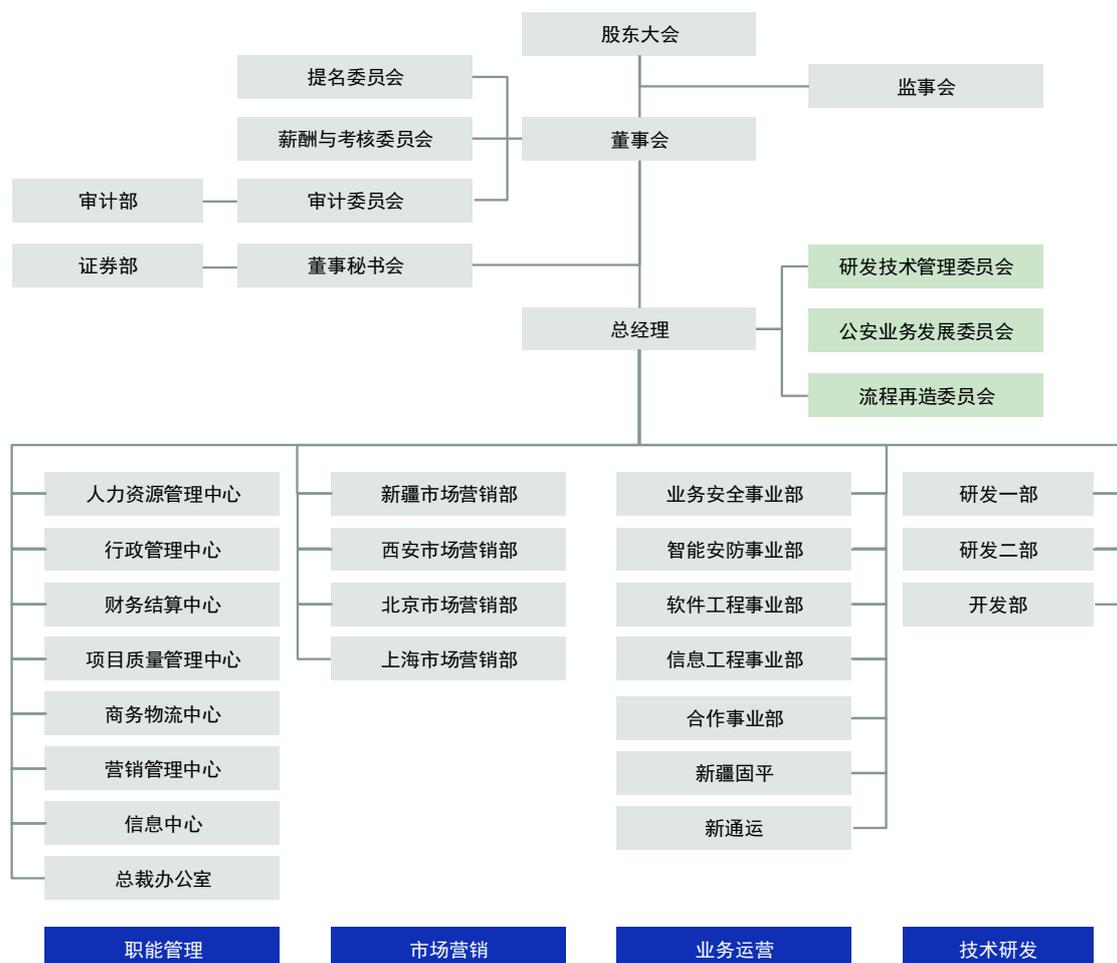 股东大会
提名委员会
监事会
薪酬与考核委员会
董事会
审计部
审计委员会
证券部
董事秘书会
研发技术管理委员会
总经理
公安业务发展委员会
流程再造委员会
人力资源管理中心
新疆市场营销部
业务安全事业部
研发一部
行政管理中心
西安市场营销部
智能安防事业部
研发二部
财务结算中心
北京市场营销部
软件工程事业部
开发部
项目质量管理中心
上海市场营销部
信息工程事业部
商务物流中心
合作事业部
营销管理中心
新疆固平
信息中心
新通运
总裁办公室
职能管理
市场营销
业务运营
技术研发